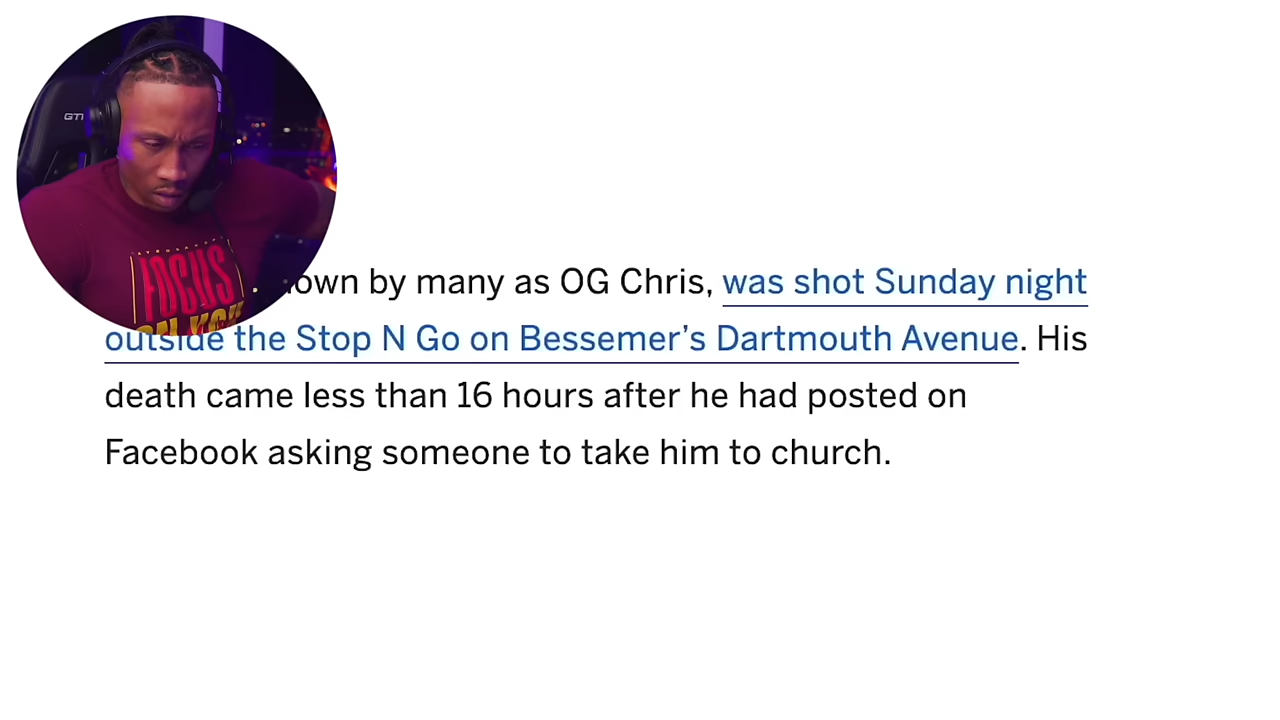 GTR
FOCUS
own by many as OG Chris, was shot Sunday night
outside the Stop N Go on Bessemer’s Dartmouth Avenue. His
death came less than 16 hours after he had posted on
Facebook asking someone to take him to church.